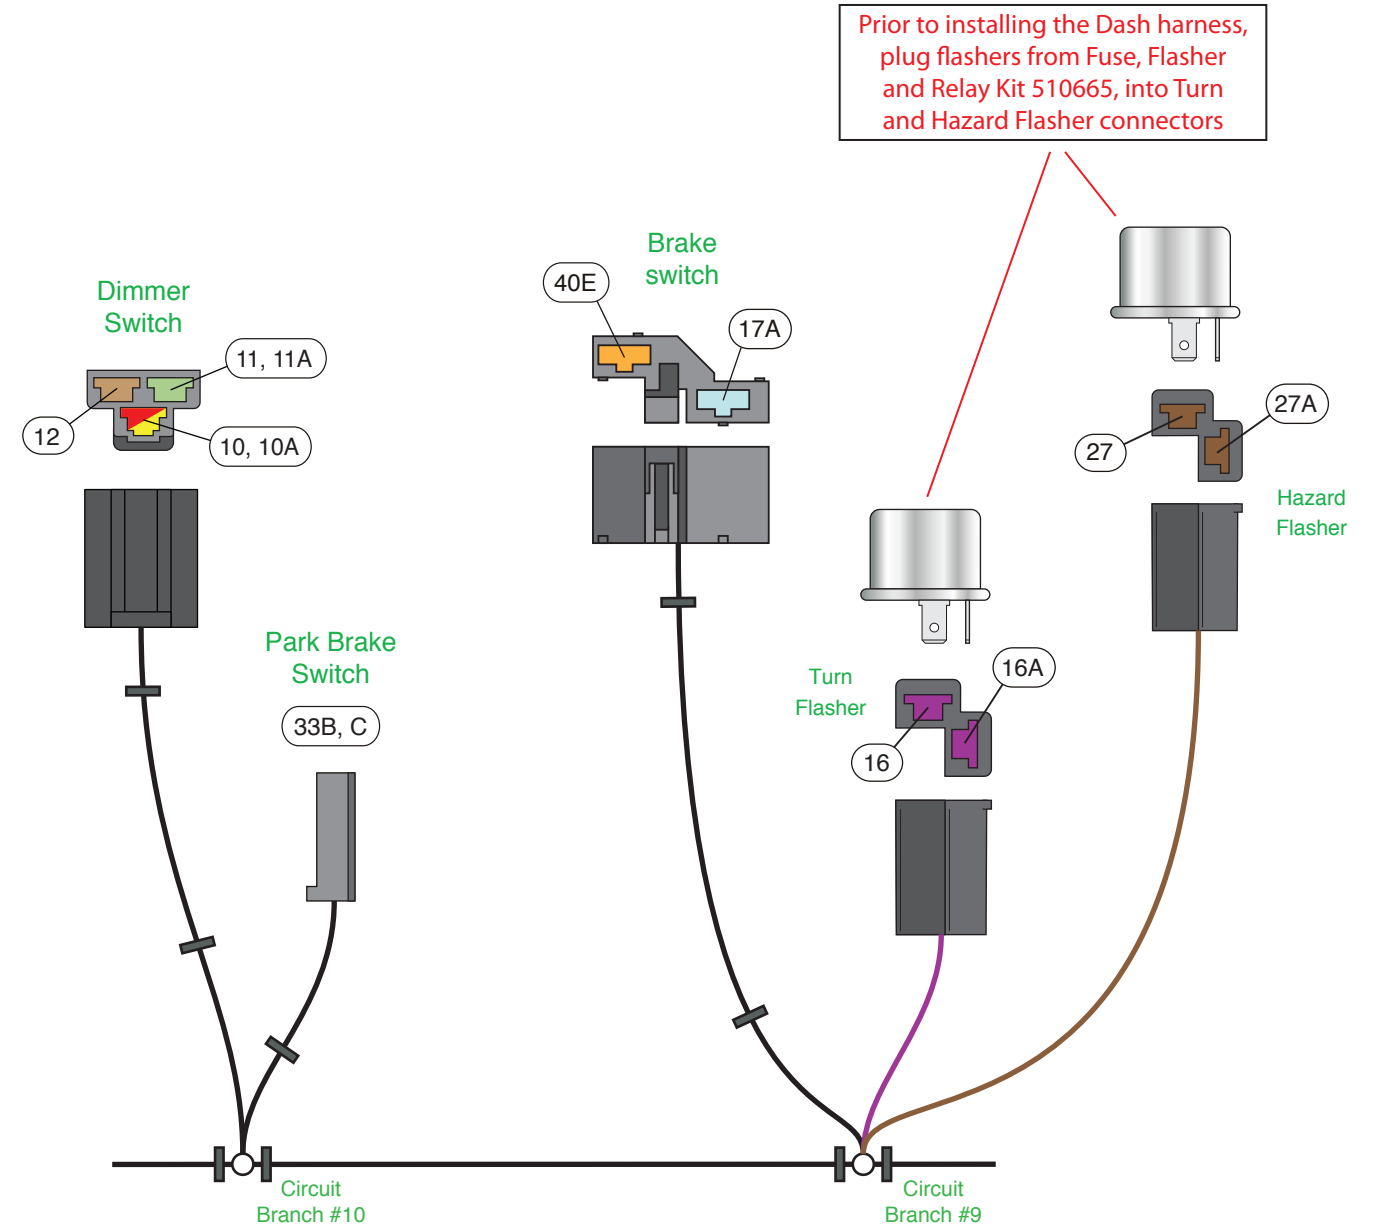 Prior to installing the Dash harness,
plug flashers from Fuse, Flasher
and Relay Kit 510665, into Turn
and Hazard Flasher connectors
Dimmer
Switch
11, 11A
12
10, 10A
Park Brake
Switch
33B, C
Brake
switch
40E
17A
27A
27
Hazard
Flasher
Turn
Flasher
16A
16
Circuit
Branch #10
Circuit
Branch #9